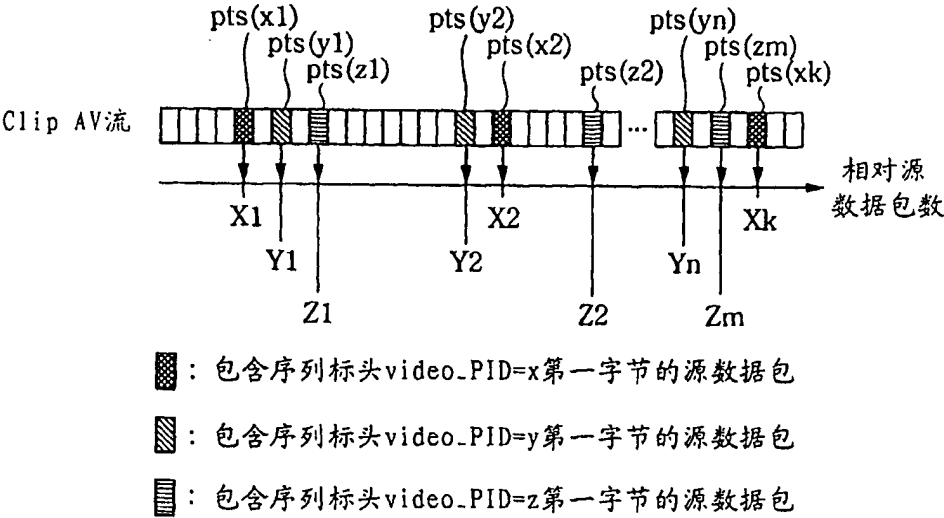 pts(x1)
pts(y1)
pts(z1)
pts(y2)
pts(x2)
pts(z2)
pts(yn)
pts(zm)
pts(xk)
Clip AV流
...
相对源
数据包数
X1
Y1
Z1
Y2
X2
Z2
Yn
Zm
Xk
：包含序列标头video_PID=x第一字节的源数据包
：包含序列标头video_PID=y第一字节的源数据包
：包含序列标头video_PID=z第一字节的源数据包